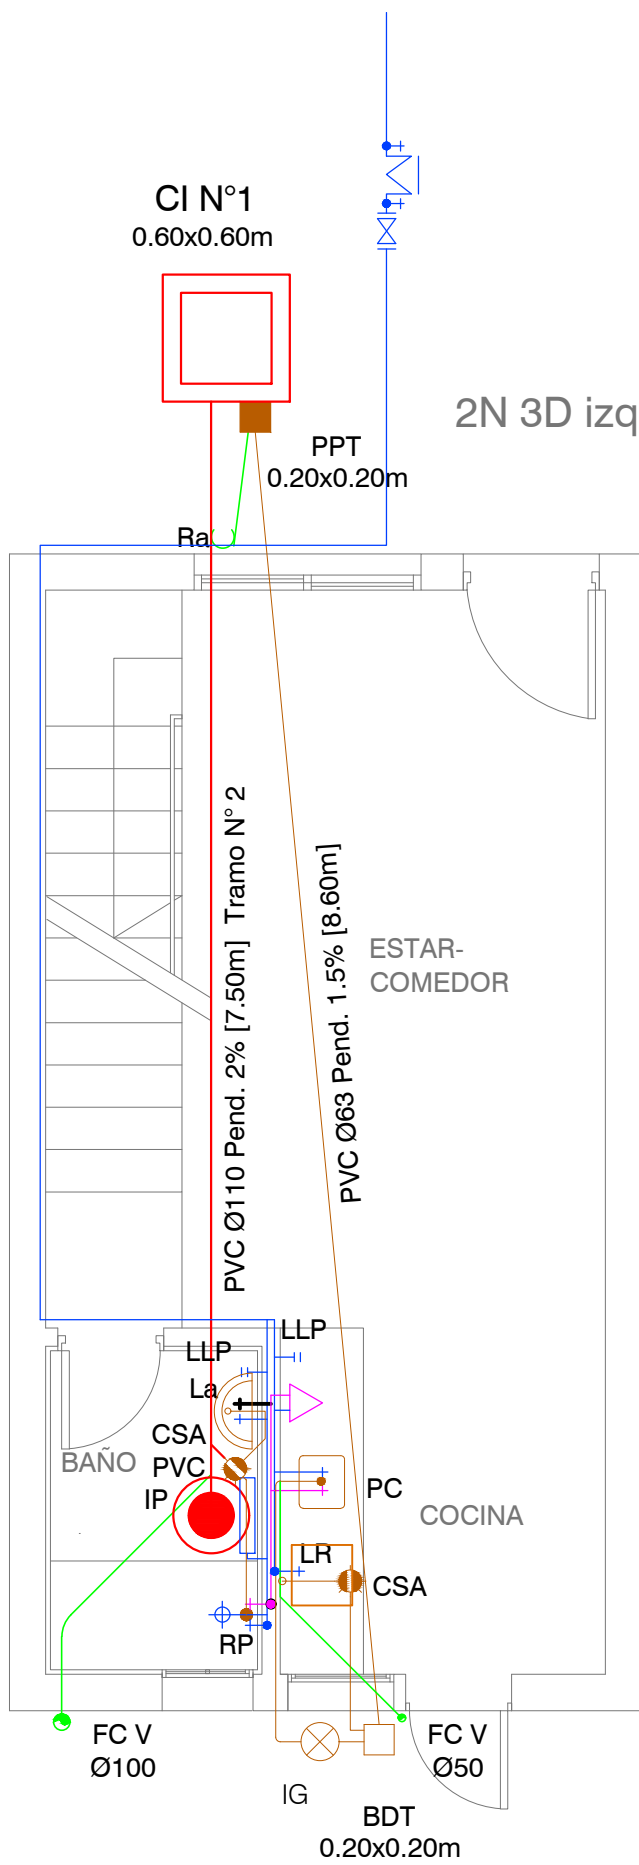 CI N°1
0.60x0.60m
2N 3D izq
PPT
0.20x0.20m
Ra
PVC Ø110 Pend. 2% [7.50m] Tramo N° 2
PVC Ø63 Pend. 1.5% [8.60m]
ESTAR-
COMEDOR
LLP
LLP
La
CSA
BAÑO
PVC
IP
PC
COCINA
LR
CSA
RP
FC V
Ø100
FC V
Ø50
IG
BDT
0.20x0.20m